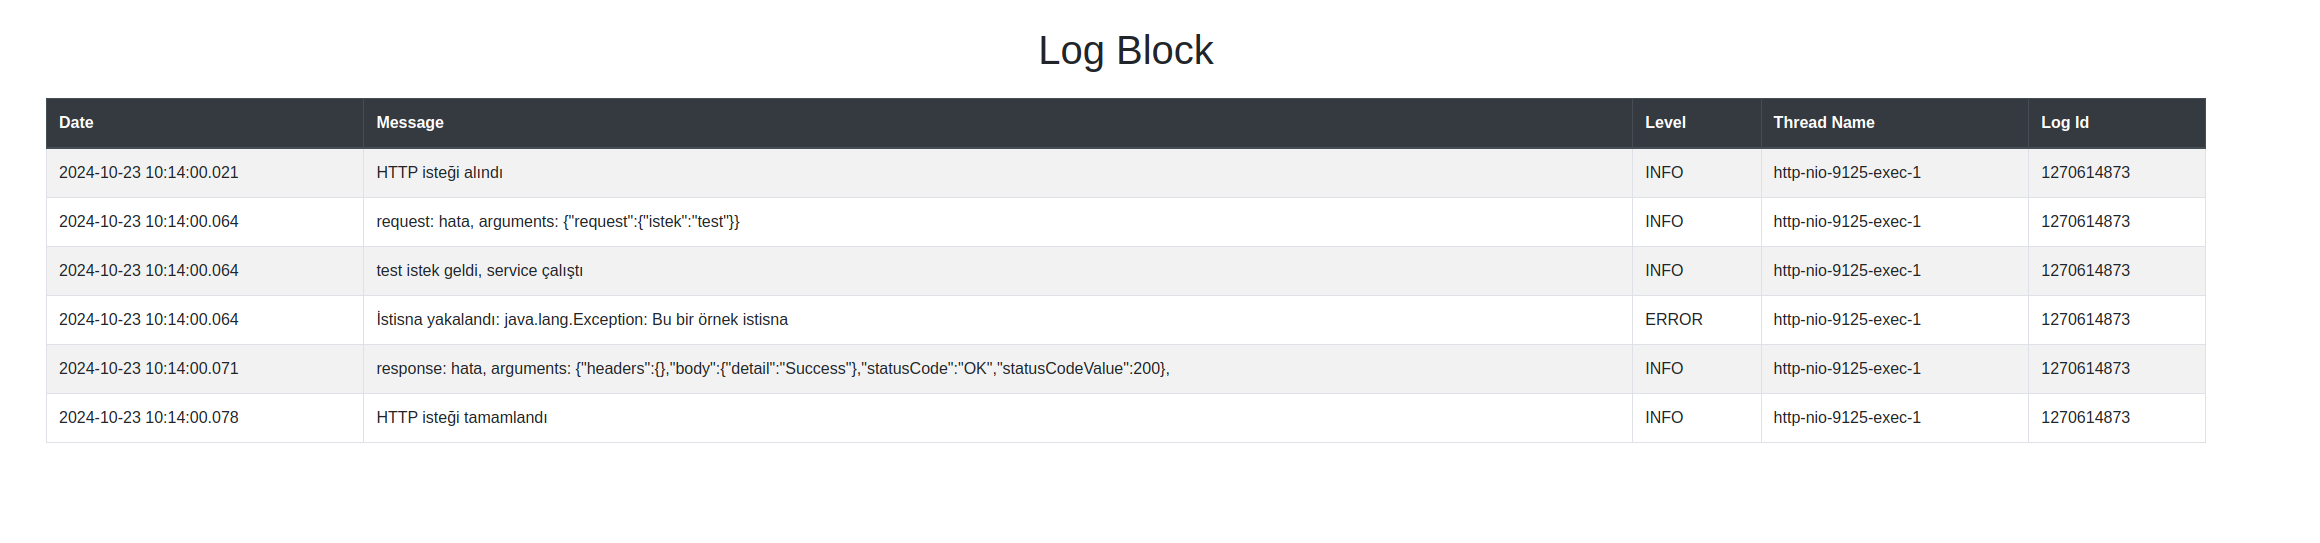 Log Block
Date Message Level Thread Name Log Id
2024-10-23 10:14:00.021 HTTP isteği alındı INFO http-nio-9125-exec-1 1270614873
2024-10-23 10:14:00.064 request: hata, arguments: {"request":{"istek":"test"}} INFO http-nio-9125-exec-1 1270614873
2024-10-23 10:14:00.064 test istek geldi, service çalıştı INFO http-nio-9125-exec-1 1270614873
2024-10-23 10:14:00.064 İstisna yakalandı: java.lang.Exception: Bu bir örnek istisna ERROR http-nio-9125-exec-1 1270614873
2024-10-23 10:14:00.071 response: hata, arguments: {"headers":{},"body":{"detail":"Success"},"statusCode":"OK","statusCodeValue":200}, INFO http-nio-9125-exec-1 1270614873
2024-10-23 10:14:00.078 HTTP isteği tamamlandı INFO http-nio-9125-exec-1 1270614873